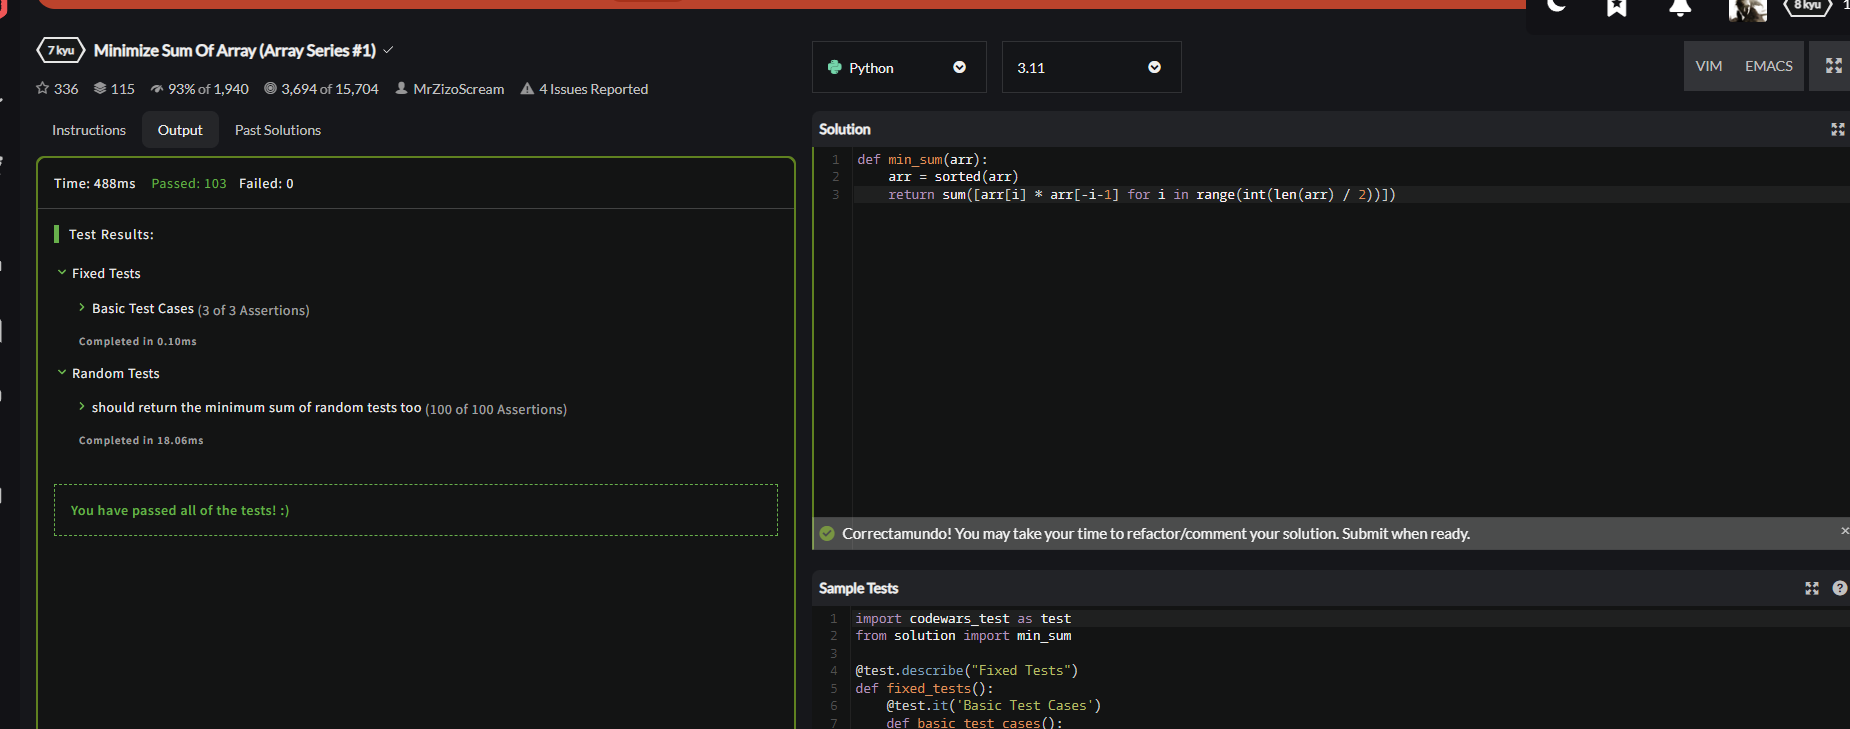 8 kyu
7 kyu Minimize Sum Of Array (Array Series #1)
336 115 93% of 1,940 3,694 of 15,704 MrZizoScream 4 Issues Reported
Instructions Output Past Solutions
Time: 488ms Passed: 103 Failed: 0
Test Results:
Fixed Tests
Basic Test Cases (3 of 3 Assertions)
Completed in 0.10ms
Random Tests
should return the minimum sum of random tests too (100 of 100 Assertions)
Completed in 18.06ms
You have passed all of the tests! :)
Python 3.11 VIM EMACS
Solution
1 def min_sum(arr):
2     arr = sorted(arr)
3     return sum([arr[i] * arr[-i-1] for i in range(int(len(arr) / 2))])
Correctamundo! You may take your time to refactor/comment your solution. Submit when ready.
Sample Tests
1 import codewars_test as test
2 from solution import min_sum
3
4 @test.describe("Fixed Tests")
5 def fixed_tests():
6     @test.it('Basic Test Cases')
7     def basic_test_cases():